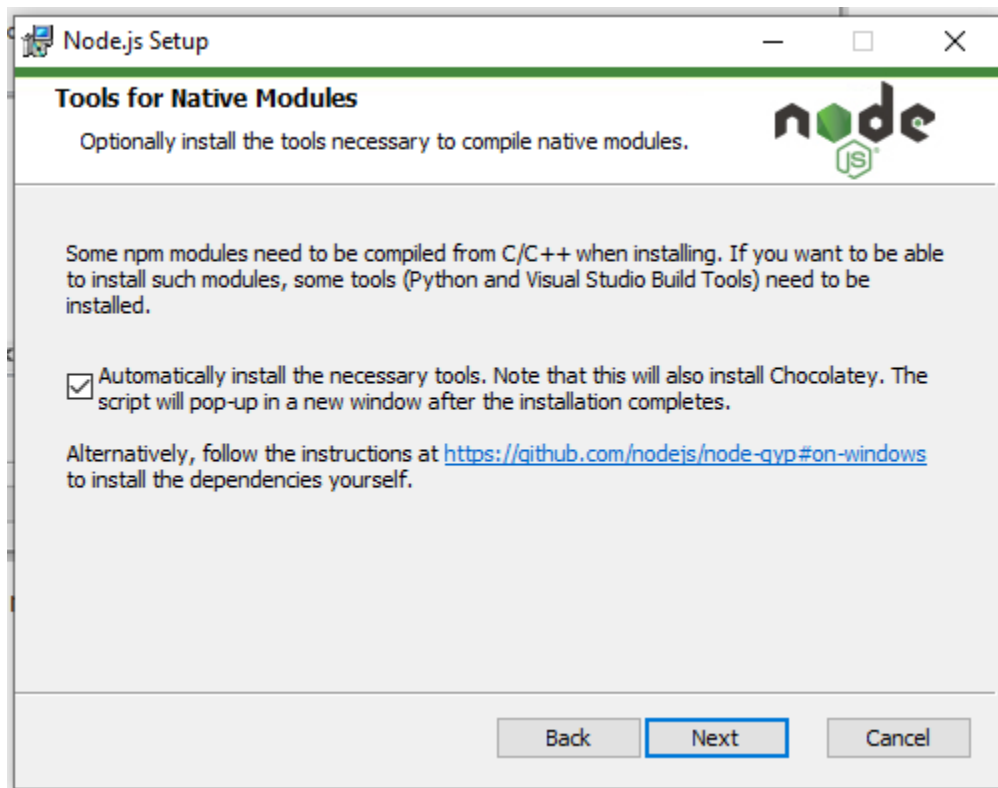 Node.js Setup
Tools for Native Modules
Optionally install the tools necessary to compile native modules.
node
JS
Some npm modules need to be compiled from C/C++ when installing. If you want to be able
to install such modules, some tools (Python and Visual Studio Build Tools) need to be
installed.
Automatically install the necessary tools. Note that this will also install Chocolatey. The
script will pop-up in a new window after the installation completes.
Alternatively, follow the instructions at https://github.com/nodejs/node-gyp#on-windows
to install the dependencies yourself.
Back Next Cancel